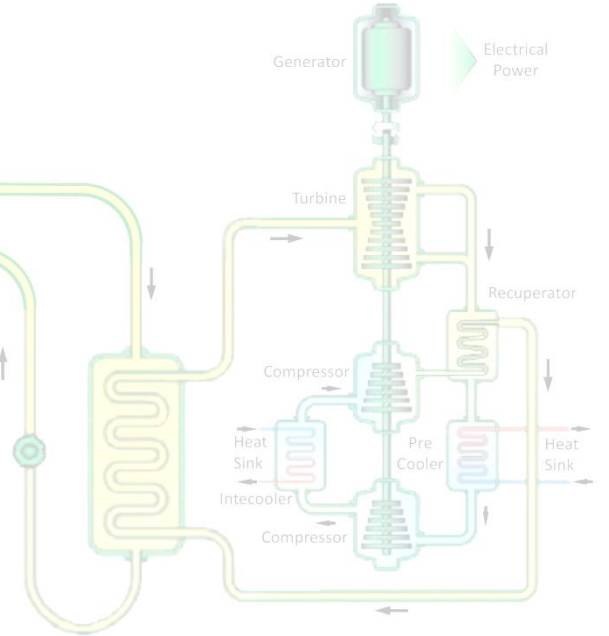 Generator
Electrical
Power
Turbine
Recuperator
Compressor
Heat
Sink
Pre
Cooler
Heat
Sink
Intecooler
Compressor